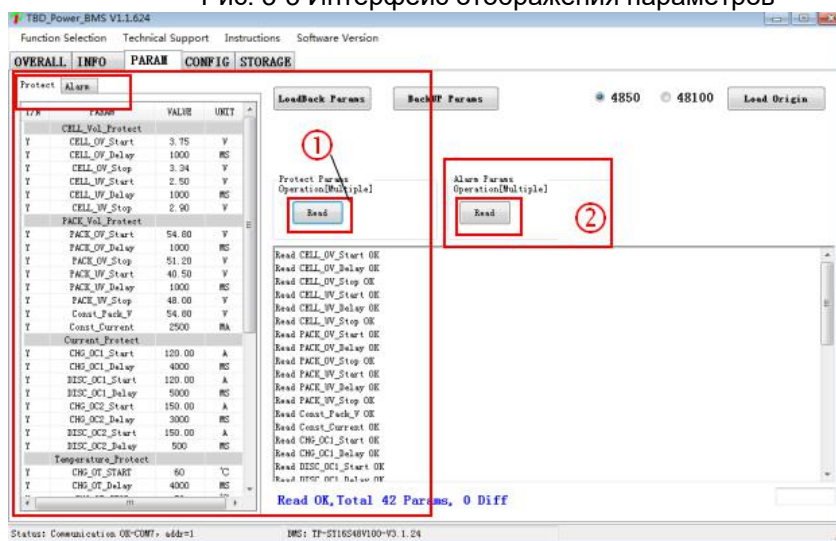 Рис. 3-3 Интерфейс отображения параметров
TBD_Power_BMS V1.1.624
Function Selection Technical Support Instructions Software Version
OVERALL INFO PARAM CONFIG STORAGE
Protect Alarm
LoadBack Params BackUP Params 4850 48100 Load Origin
Y/N PARAM VALUE UNIT
CELL_Vol_Protect
Y CELL_OV_Start 3.75 V
Y CELL_OV_Delay 1000 MS
Y CELL_OV_Stop 3.34 V
Y CELL_UV_Start 2.50 V
Y CELL_UV_Delay 1000 MS
Y CELL_UV_Stop 2.90 V
PACK_Vol_Protect
Y PACK_OV_Start 54.80 V
Y PACK_OV_Delay 1000 MS
Y PACK_OV_Stop 51.20 V
Y PACK_UV_Start 40.50 V
Y PACK_UV_Delay 1000 MS
Y PACK_UV_Stop 48.00 V
Y Const_Pack_V 54.80 V
Y Const_Current 2500 MA
Current_Protect
Y CHG_OC1_Start 120.00 A
Y CHG_OC1_Delay 4000 MS
Y DISC_OC1_Start 120.00 A
Y DISC_OC1_Delay 5000 MS
Y CHG_OC2_Start 150.00 A
Y CHG_OC2_Delay 3000 MS
Y DISC_OC2_Start 150.00 A
Y DISC_OC2_Delay 500 MS
Temperature_Protect
Y CHG_OT_START 60 ℃
Y CHG_OT_Delay 4000 MS
①
Protect Params
Operation[Multiple]
Read
Alarm Params
Operation[Multiple]
Read
②
Read CELL_OV_Start OK
Read CELL_OV_Delay OK
Read CELL_OV_Stop OK
Read CELL_UV_Start OK
Read CELL_UV_Delay OK
Read CELL_UV_Stop OK
Read PACK_OV_Start OK
Read PACK_OV_Delay OK
Read PACK_OV_Stop OK
Read PACK_UV_Start OK
Read PACK_UV_Delay OK
Read PACK_UV_Stop OK
Read Const_Pack_V OK
Read Const_Current OK
Read CHG_OC1_Start OK
Read CHG_OC1_Delay OK
Read DISC_OC1_Start OK
Read DISC_OC1_Delay OK
Read OK,Total 42 Params, 0 Diff
Status: Communication OK-COM7, addr=1 BMS: TP-ST16S48V100-V3.1.24